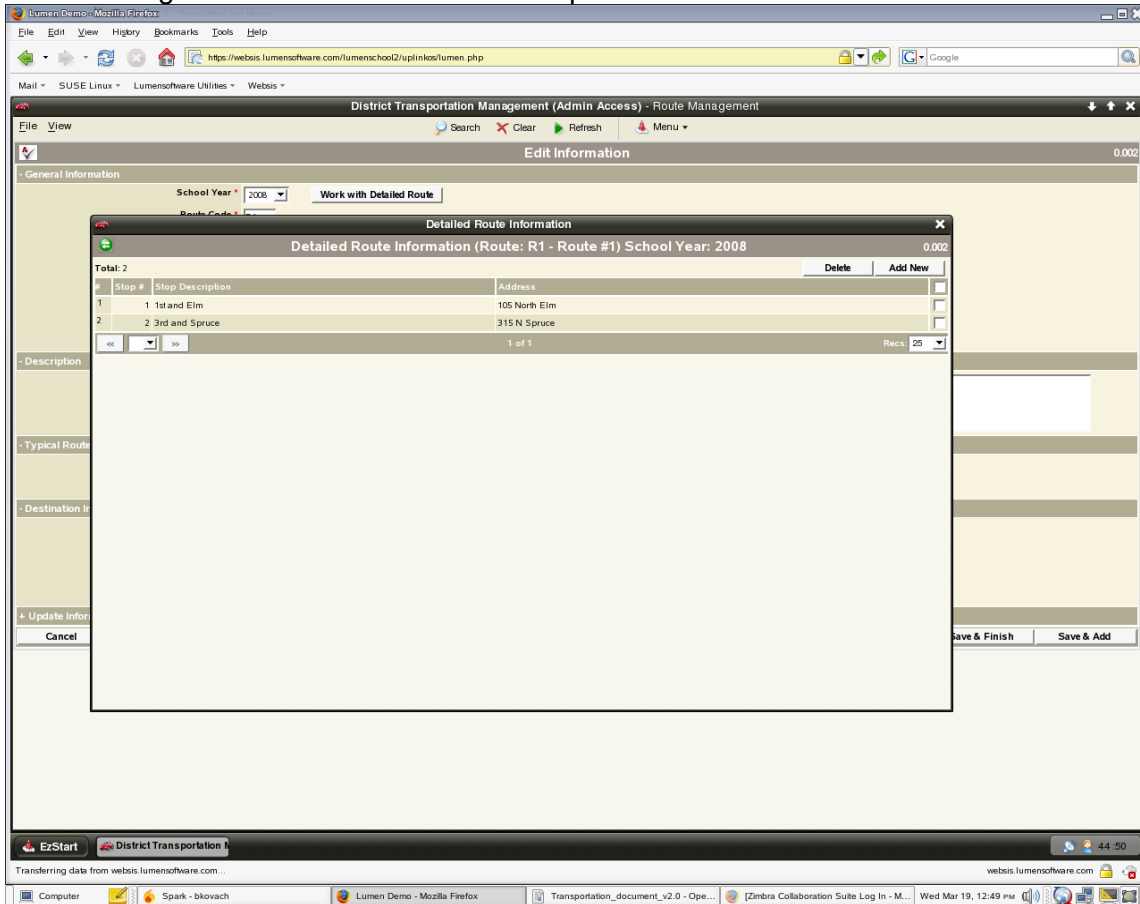 Lumen Demo - Mozilla Firefox
File Edit View History Bookmarks Tools Help
https://websis.lumensoftware.com/lumenschool2/uplinkos/lumen.php
G Google
Mail SUSE Linux Lumensoftware Utilities Websis
District Transportation Management (Admin Access) - Route Management
File View Search Clear Refresh Menu
Edit Information 0.002
- General Information
School Year * 2008 Work with Detailed Route
Route Code *
Detailed Route Information
Detailed Route Information (Route: R1 - Route #1) School Year: 2008 0.002
Total: 2 Delete Add New
# Stop # Stop Description Address
1 1 1st and Elm 105 North Elm
2 2 3rd and Spruce 315 N Spruce
<< >> 1 of 1 Recs: 25
- Description
- Typical Route
- Destination In
+ Update Infor
Cancel Save & Finish Save & Add
EzStart District Transportation M 44:50
Transferring data from websis.lumensoftware.com... websis.lumensoftware.com
Computer Spark - bkovach Lumen Demo - Mozilla Firefox Transportation_document_v2.0 - Ope... [Zimbra Collaboration Suite Log In - M... Wed Mar 19, 12:49 PM